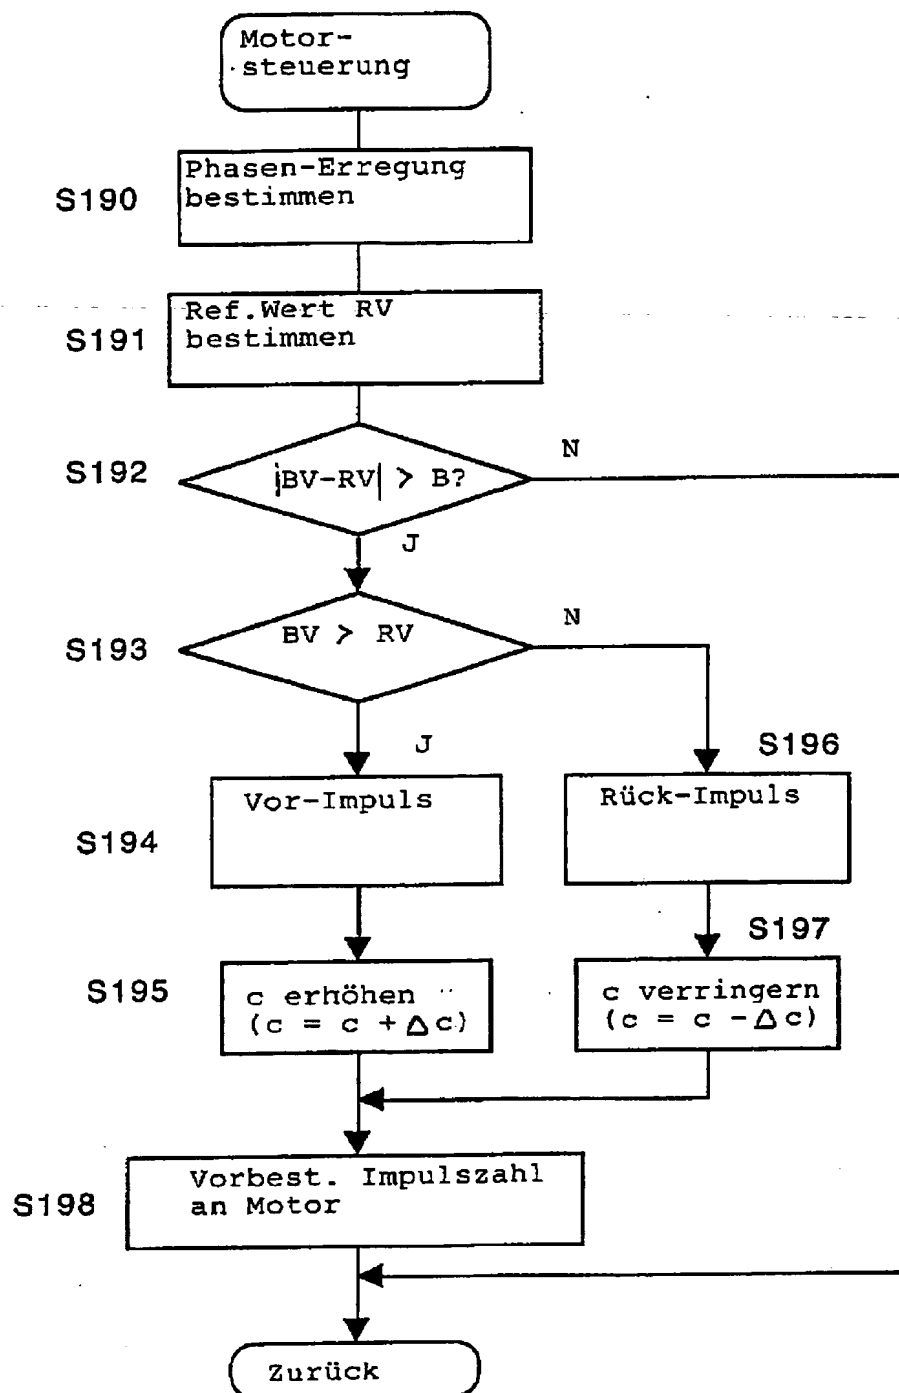 Motor-
steuerung
Phasen-Erregung
bestimmen
S190
Ref.Wert RV
bestimmen
S191
N
S192
|BV-RV| > B?
J
N
BV > RV
S193
J
S196
Vor-Impuls
Rück-Impuls
S194
S197
S195
c erhöhen
(c = c + Δc)
c verringern
(c = c - Δc)
Vorbest. Impulszahl
an Motor
S198
Zurück